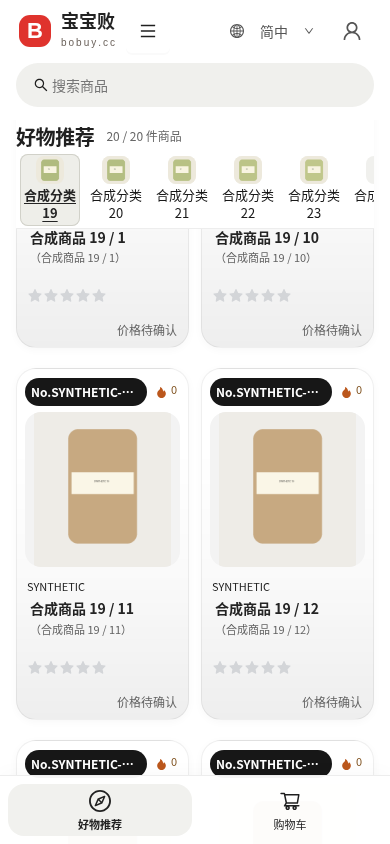 B 宝宝败
bobuy.cc
简中
搜索商品
好物推荐 20 / 20 件商品
合成分类 19
合成分类 20
合成分类 21
合成分类 22
合成分类 23
合成商品 19 / 1
（合成商品 19 / 1）
价格待确认
合成商品 19 / 10
（合成商品 19 / 10）
价格待确认
No.SYNTHETIC-··· 0
SYNTHETIC
合成商品 19 / 11
（合成商品 19 / 11）
价格待确认
No.SYNTHETIC-··· 0
SYNTHETIC
合成商品 19 / 12
（合成商品 19 / 12）
价格待确认
No.SYNTHETIC-··· 0
No.SYNTHETIC-··· 0
好物推荐
购物车